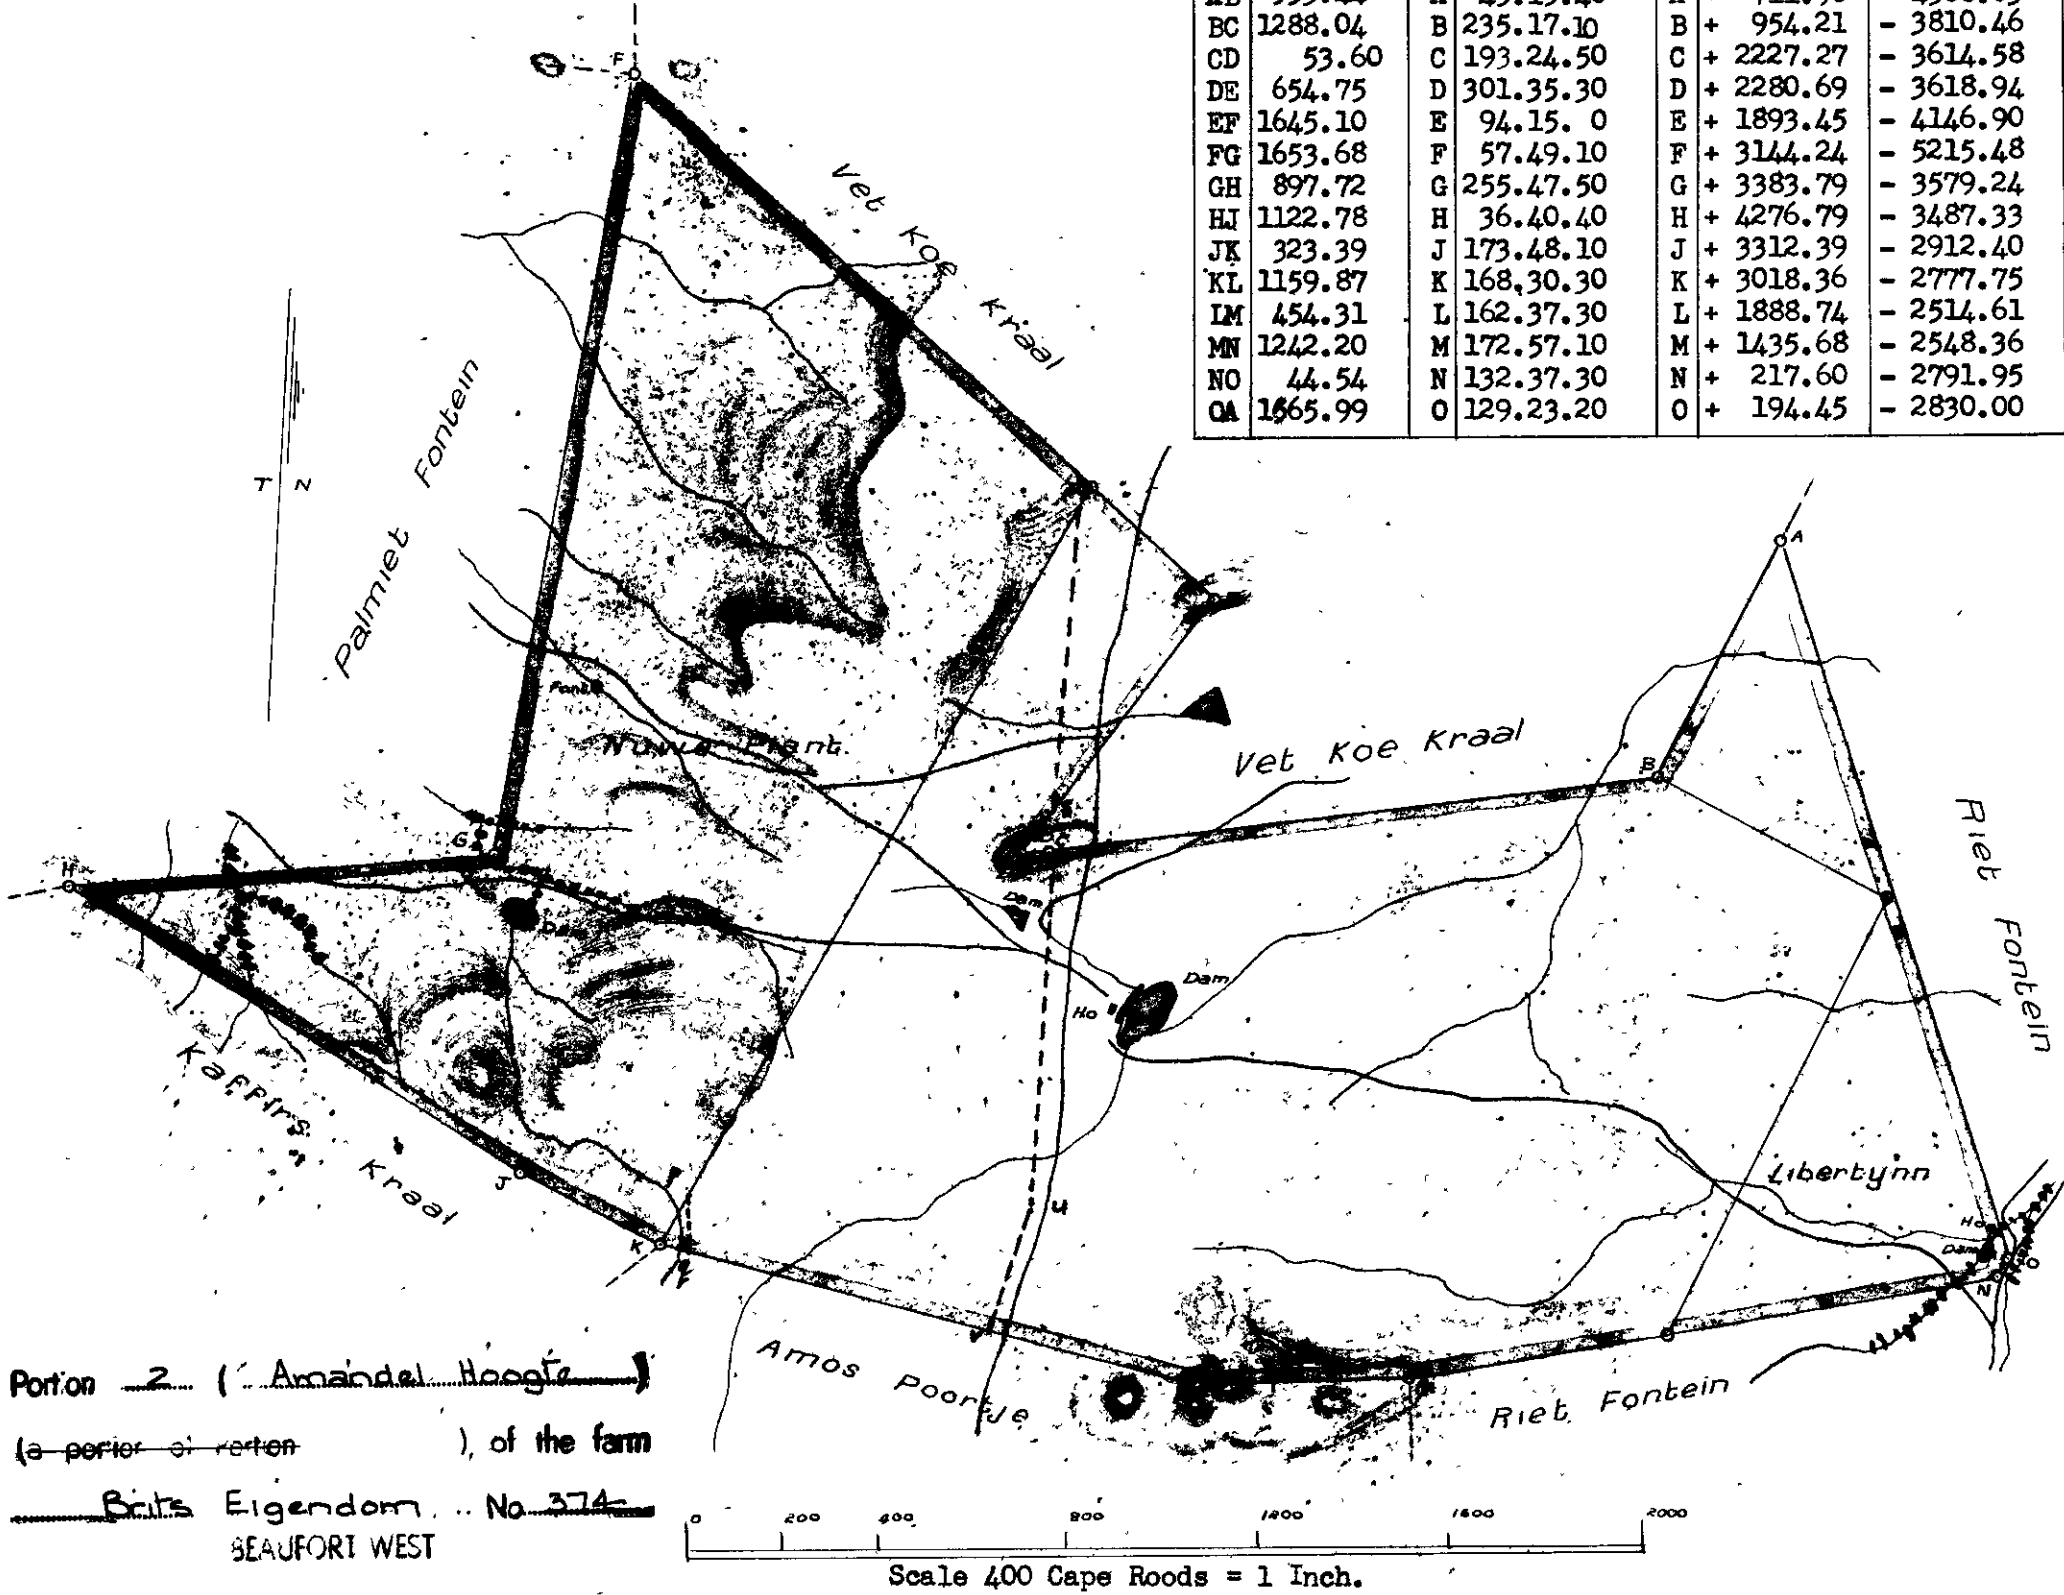 BC 1288.04 B 235.17.10 B + 954.21 - 3810.46
CD 53.60 C 193.24.50 C + 2227.27 - 3614.58
DE 654.75 D 301.35.30 D + 2280.69 - 3618.94
EF 1645.10 E 94.15. 0 E + 1893.45 - 4146.90
FG 1653.68 F 57.49.10 F + 3144.24 - 5215.48
GH 897.72 G 255.47.50 G + 3383.79 - 3579.24
HJ 1122.78 H 36.40.40 H + 4276.79 - 3487.33
JK 323.39 J 173.48.10 J + 3312.39 - 2912.40
KL 1159.87 K 168.30.30 K + 3018.36 - 2777.75
LM 454.31 L 162.37.30 L + 1888.74 - 2514.61
MN 1242.20 M 172.57.10 M + 1435.68 - 2548.36
NO 44.54 N 132.37.30 N + 217.60 - 2791.95
OA 1665.99 O 129.23.20 O + 194.45 - 2830.00
F
Vet Koe Kraal
T N
Palmiet Fontein
A
Nuwe Plant.
Vet Koe Kraal
B
Riet Fontein
G
H
Dam
Dam
Dam
Ho
Kaffirs Kraal
J
K
u
Libertynn
Ho
Dam
O
N
Amos Poortje
Riet Fontein
Portion 2 ( Amandel Hoogte )
(a portion of portion ), of the farm
Brits Eigendom .. No 374
BEAUFORT WEST
0 200 400 800 1200 1600 2000
Scale 400 Cape Roods = 1 Inch.